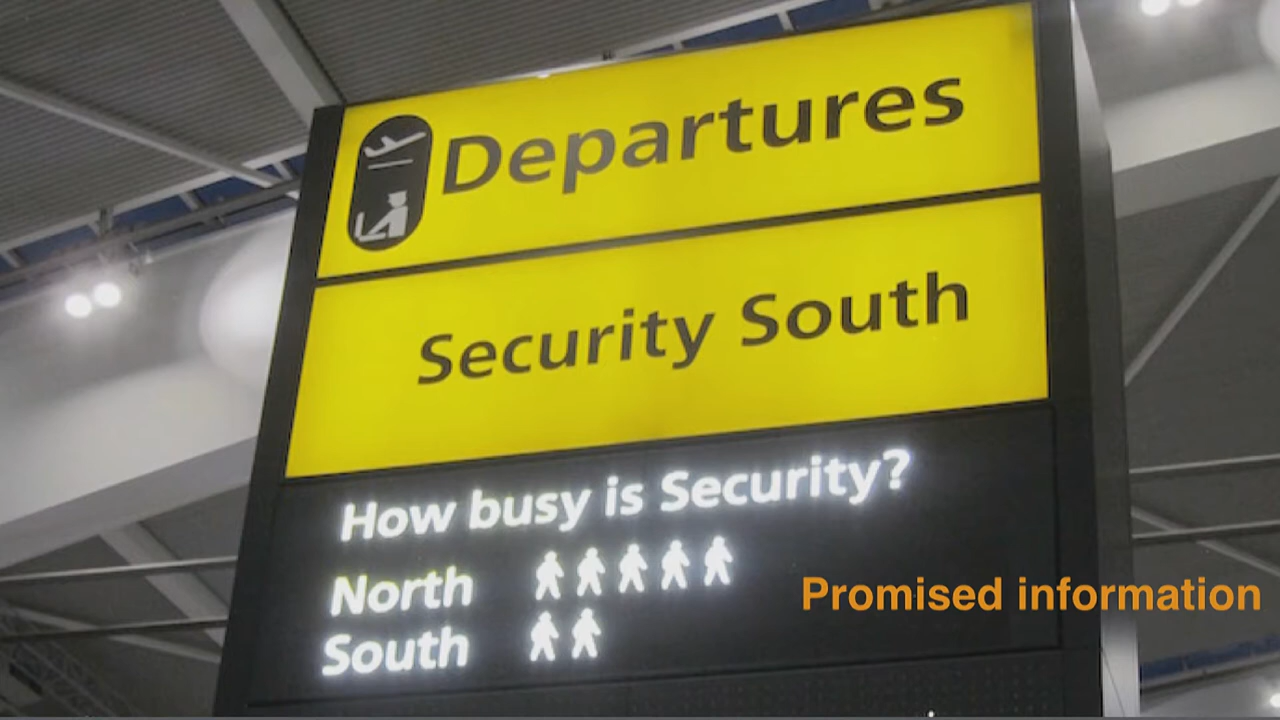 Departures
Security South
How busy is Security?
North
South
Promised information